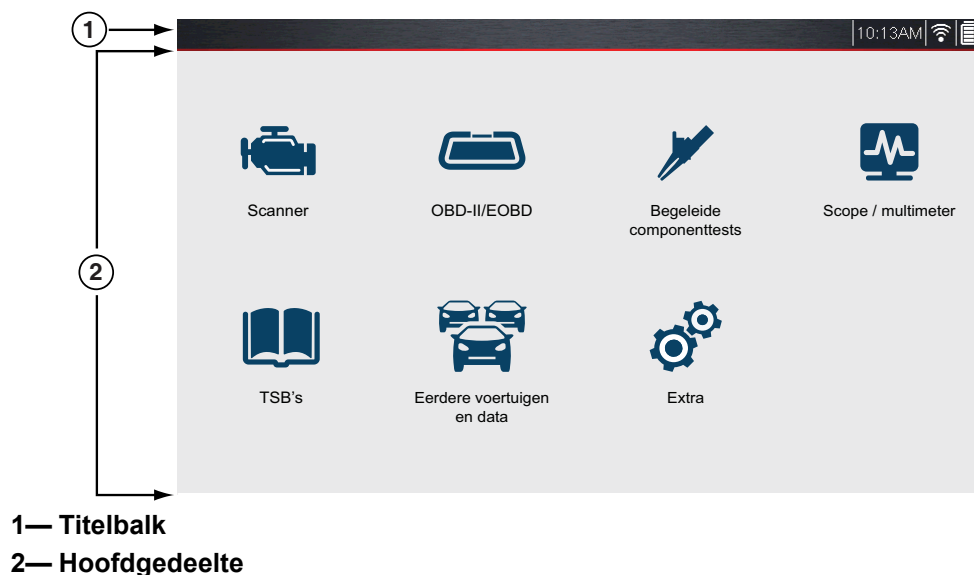 1
10:13AM
Scanner
OBD-II/EOBD
Begeleide
componenttests
Scope / multimeter
2
TSB's
Eerdere voertuigen
en data
Extra
1— Titelbalk
2— Hoofdgedeelte